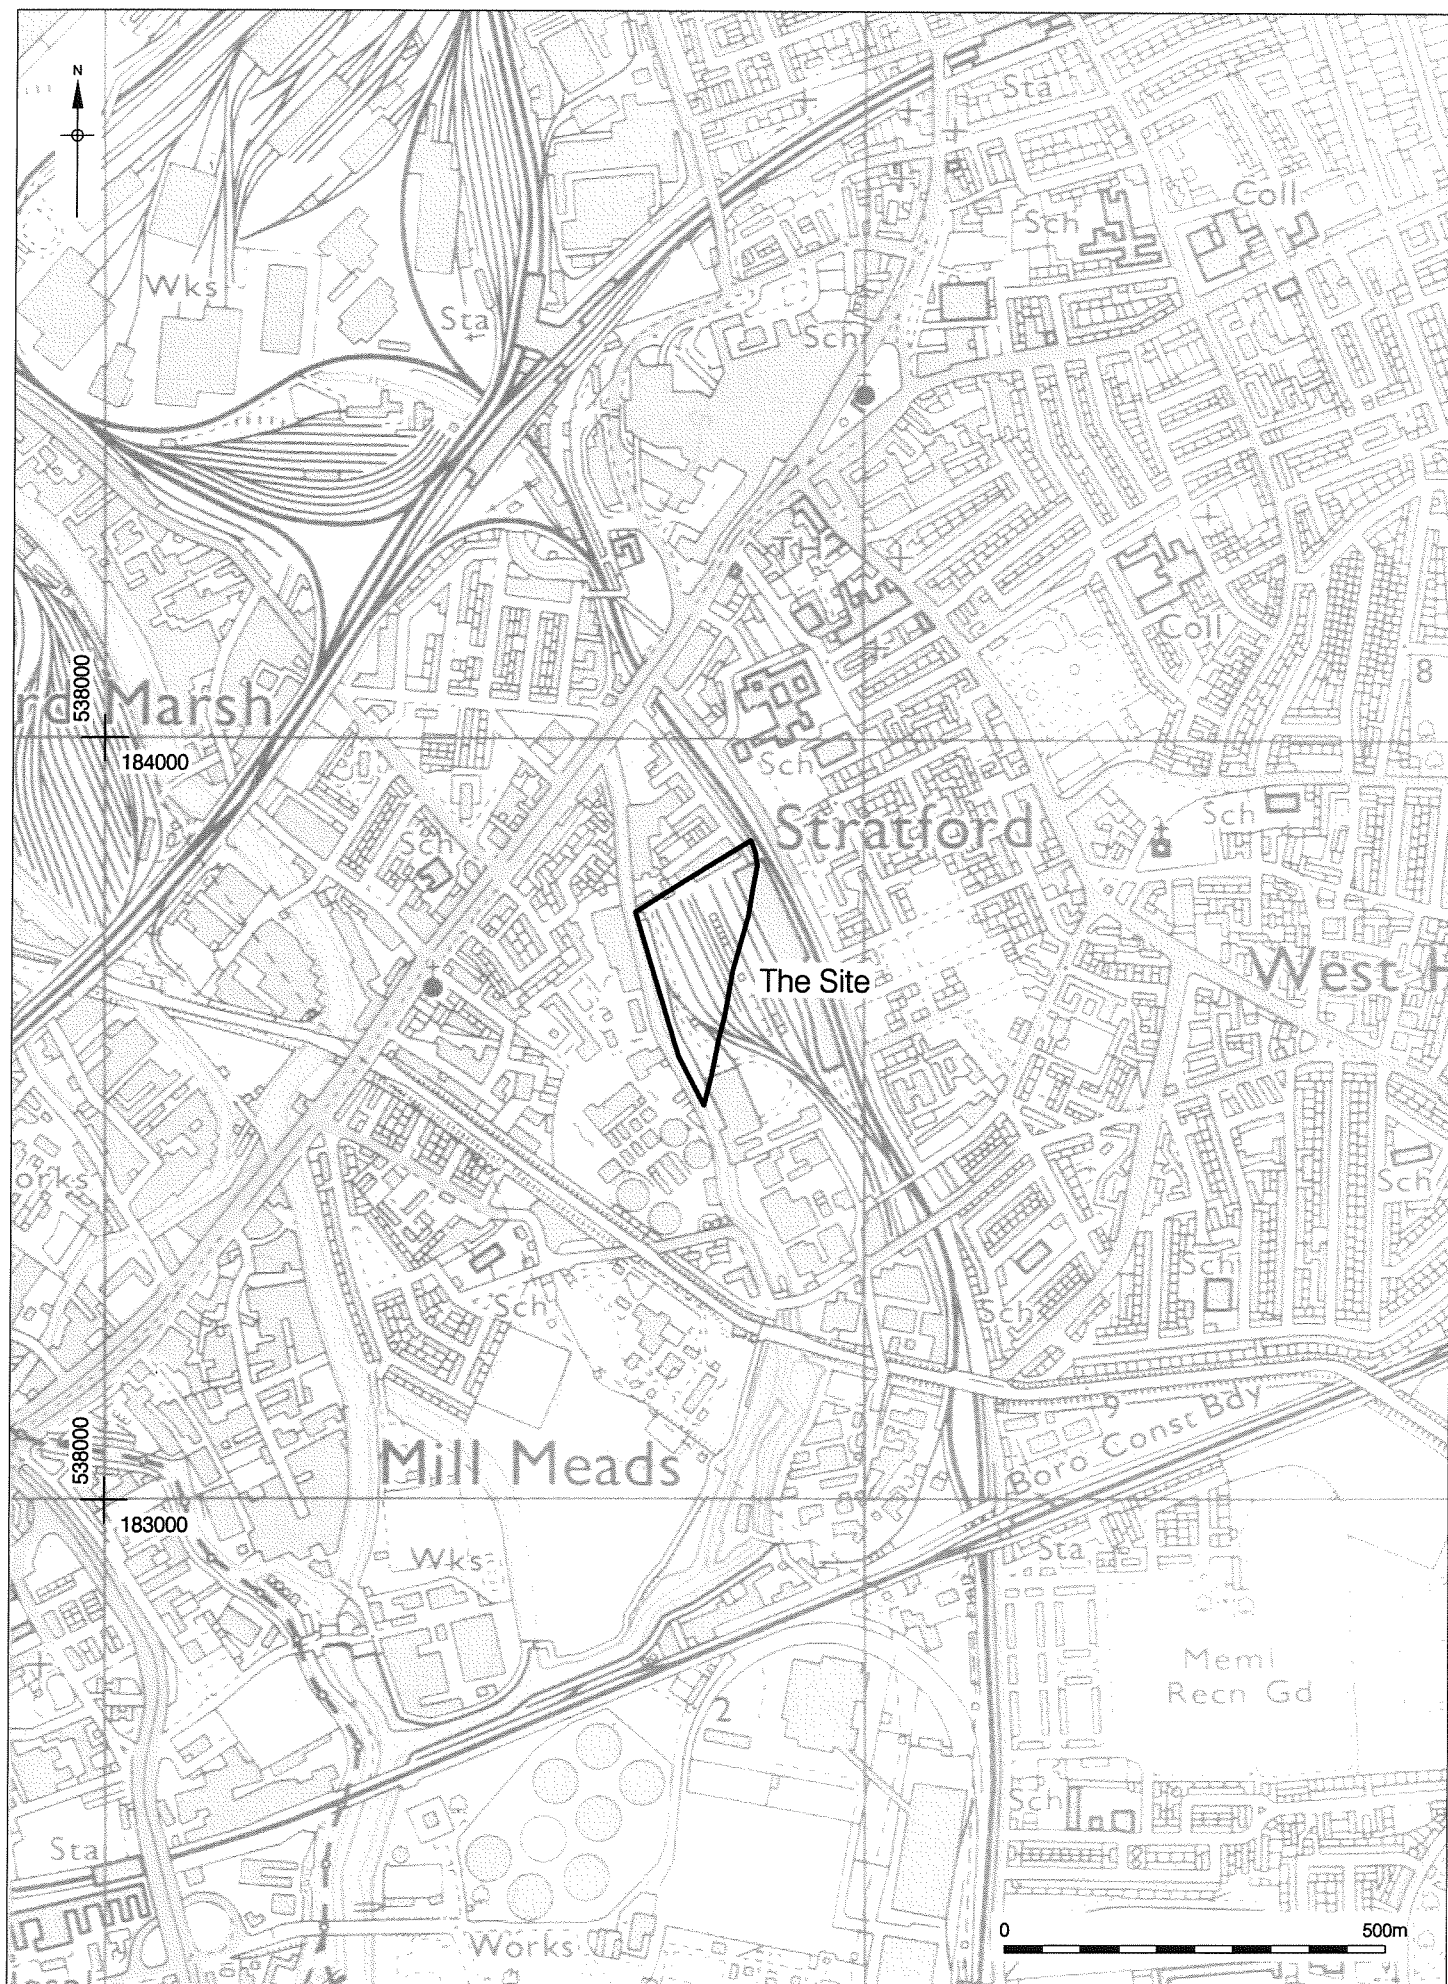 N
Sta
Sch
Coll
Wks
Sta
Sch
T H
Coll
8
538000
rd Marsh
184000
Sch
Stratford
Sch
Sch
The Site
West H
orks
Sch
Sch
Sch
Sch
9
Boro Const Bdy
Mill Meads
538000
183000
Wks
Sta
Meml
Recn Gd
2
Sch
Sta
0 500m
Works